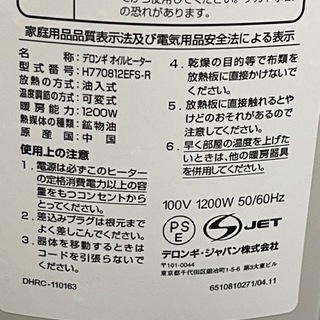 の恐れがあります。
家庭用品品質表示法及び電気用品安全法による表示
品名: デロンギ オイルヒーター
型式番号: H770812EFS-R
放熱の方式: 油入式
温度調節の方式: 可変式
暖房能力: 1200W
熱媒体の種類: 鉱物油
原産国: 中国
使用上の注意
1. 電源は必ずこのヒーター
の定格消費電力以上の容
量をもつコンセントから
とってください。
2. 差込みプラグは根元まで
よく差しこんでください。
3. 器体を移動するときは
コードを引張らないで
ください。
DHRC-110163
4. 乾燥の目的等で布類を
放熱板に直接かけないで
ください。
5. 放熱板に直接触れるとや
けどのおそれがあるので
ご注意ください。
6. 早く部屋の温度を上げた
いときは、他の暖房器具
を併用してください。
100V 1200W 50/60Hz
PS
E
JET
デロンギ・ジャパン株式会社
〒101-0044
東京都千代田区鍛冶町1-5-6 第3大東ビル
6510810271/04.11